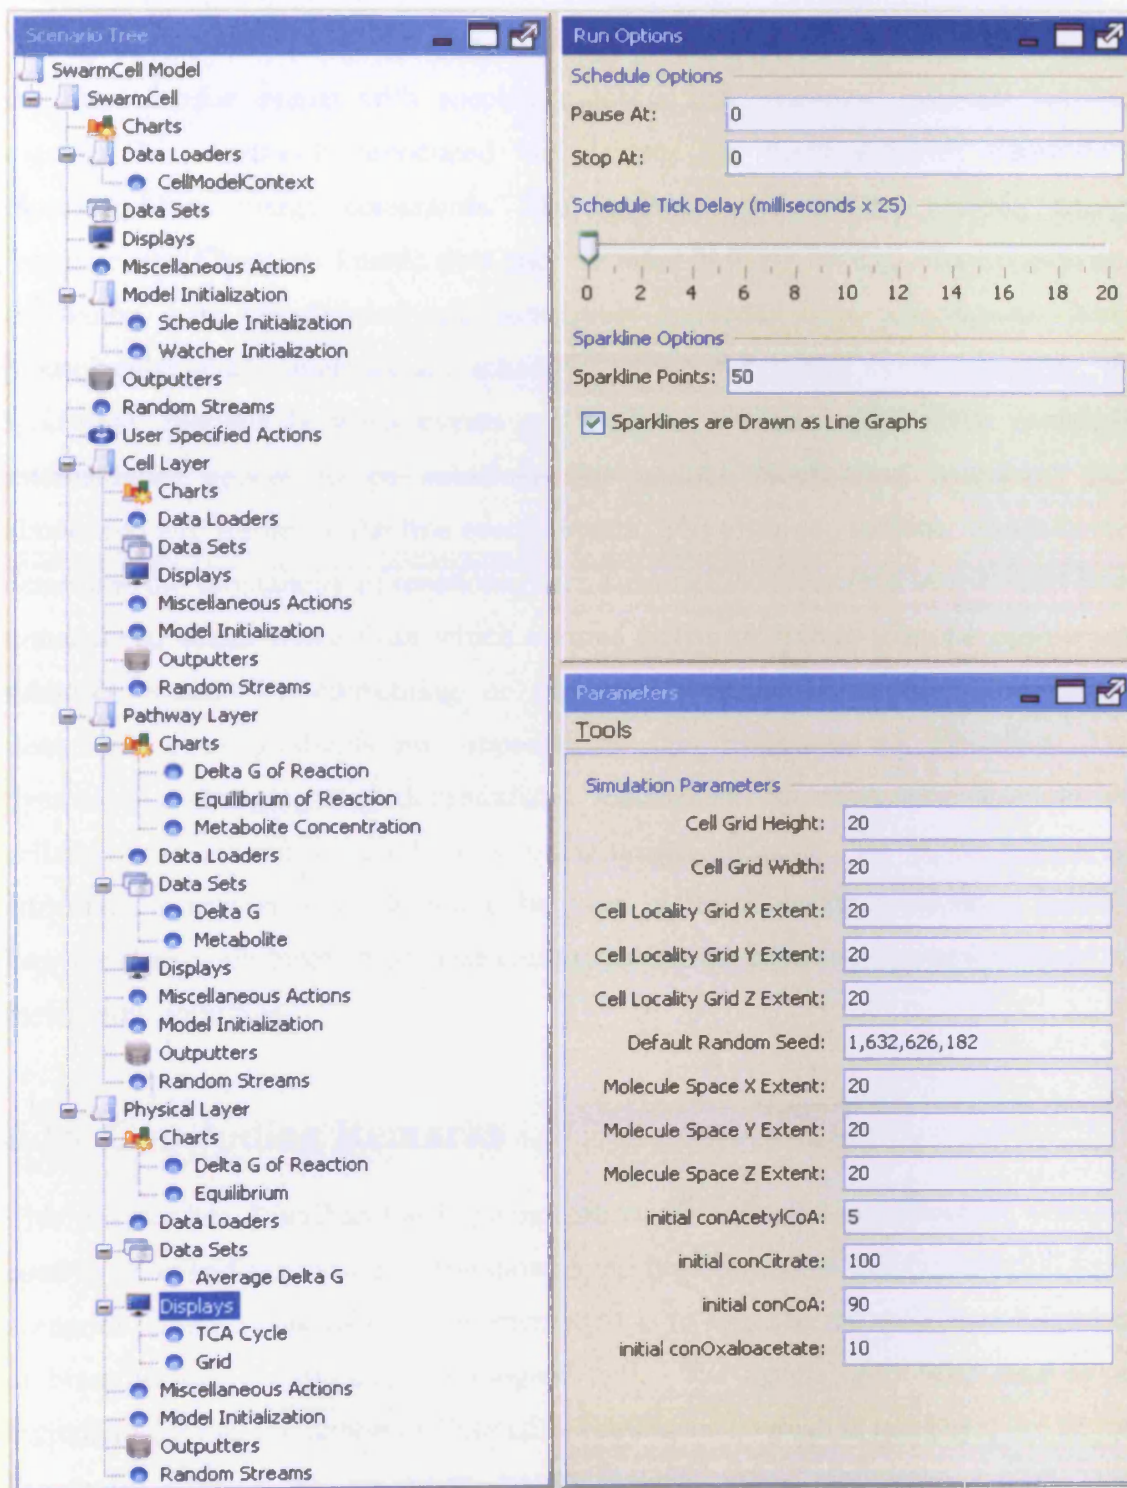 Scenario Tree
SwarmCell Model
SwarmCell
Charts
Data Loaders
CellModelContext
Data Sets
Displays
Miscellaneous Actions
Model Initialization
Schedule Initialization
Watcher Initialization
Outputters
Random Streams
User Specified Actions
Cell Layer
Charts
Data Loaders
Data Sets
Displays
Miscellaneous Actions
Model Initialization
Outputters
Random Streams
Pathway Layer
Charts
Delta G of Reaction
Equilibrium of Reaction
Metabolite Concentration
Data Loaders
Data Sets
Delta G
Metabolite
Displays
Miscellaneous Actions
Model Initialization
Outputters
Random Streams
Physical Layer
Charts
Delta G of Reaction
Equilibrium
Data Loaders
Data Sets
Average Delta G
Displays
TCA Cycle
Grid
Miscellaneous Actions
Model Initialization
Outputters
Random Streams
Run Options
Schedule Options
Pause At: 0
Stop At: 0
Schedule Tick Delay (milliseconds x 25)
0 2 4 6 8 10 12 14 16 18 20
Sparkline Options
Sparkline Points: 50
Sparklines are Drawn as Line Graphs
Parameters
Tools
Simulation Parameters
Cell Grid Height: 20
Cell Grid Width: 20
Cell Locality Grid X Extent: 20
Cell Locality Grid Y Extent: 20
Cell Locality Grid Z Extent: 20
Default Random Seed: 1,632,626,182
Molecule Space X Extent: 20
Molecule Space Y Extent: 20
Molecule Space Z Extent: 20
initial conAcetylCoA: 5
initial conCitrate: 100
initial conCoA: 90
initial conOxaloacetate: 10